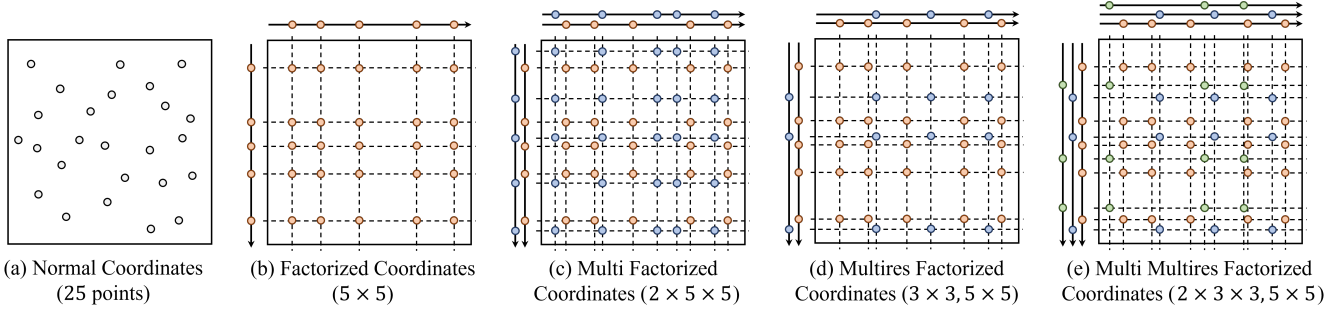 (a) Normal Coordinates
(25 points)
(b) Factorized Coordinates
(5 × 5)
(c) Multi Factorized
Coordinates (2 × 5 × 5)
(d) Multires Factorized
Coordinates (3 × 3, 5 × 5)
(e) Multi Multires Factorized
Coordinates (2 × 3 × 3, 5 × 5)